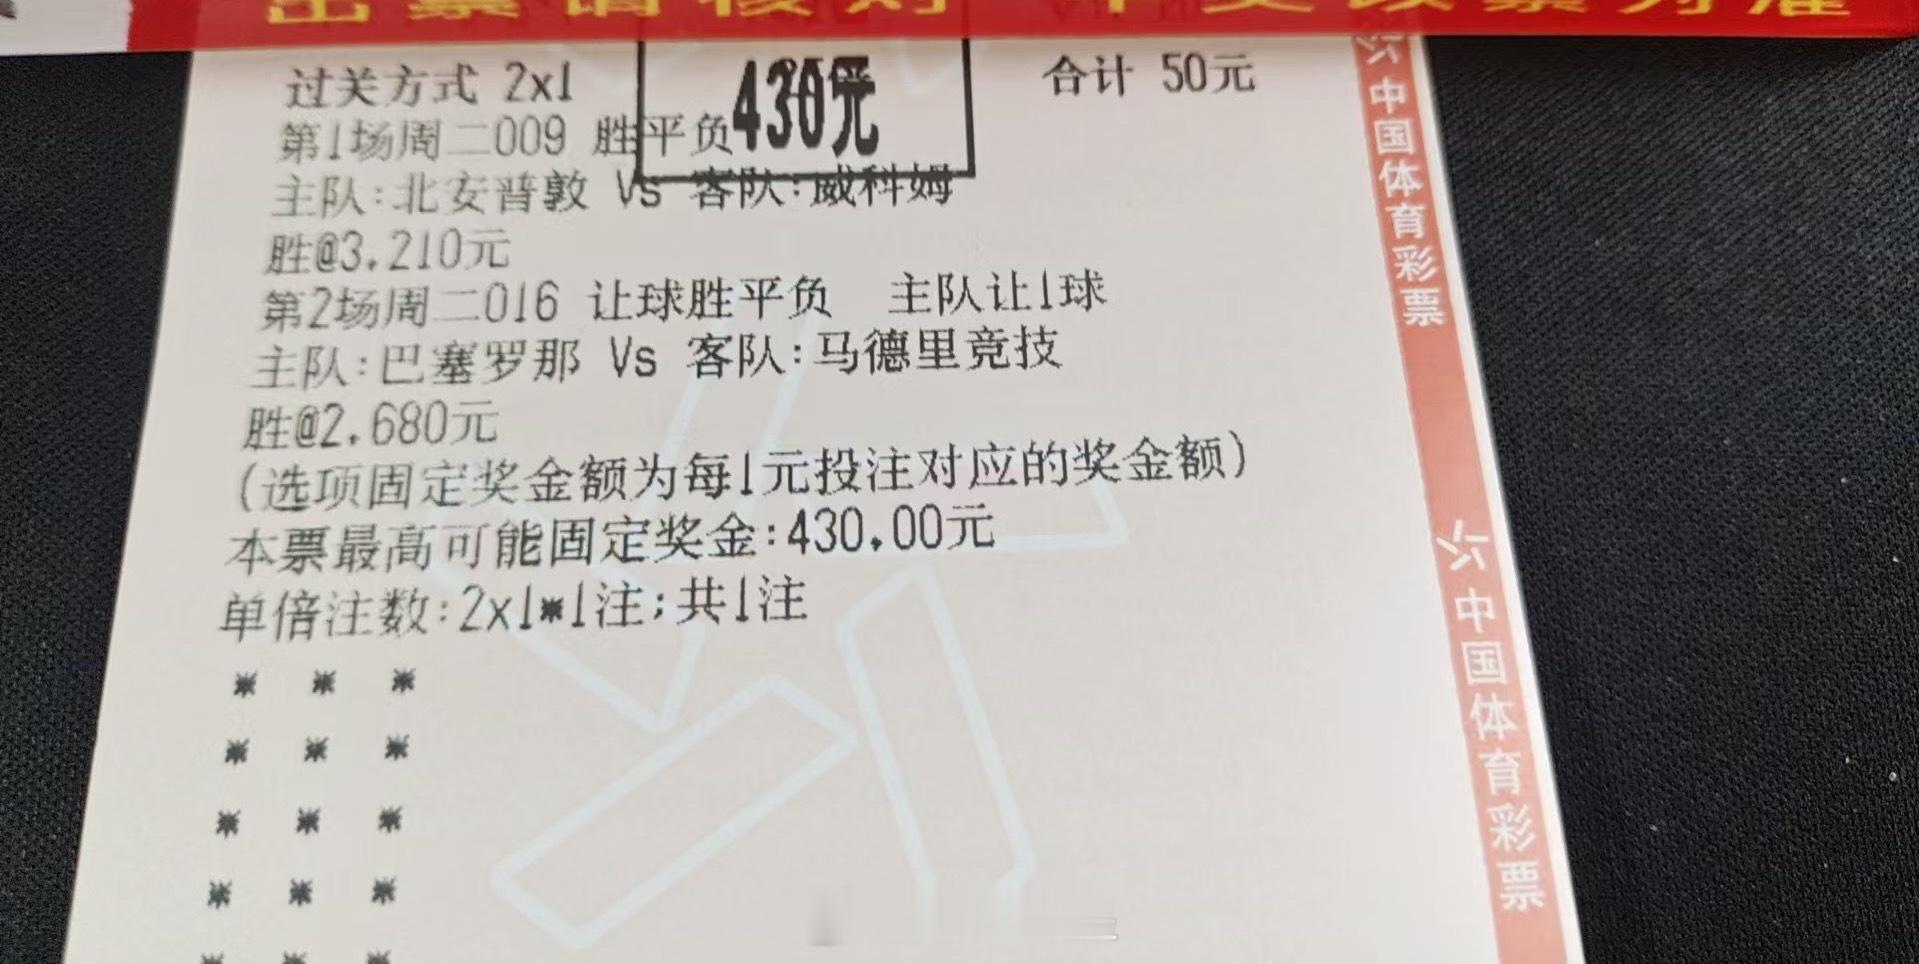 出票请核对
过关方式 2x1 合计 50元
430元
第1场周二009 胜平负
主队:北安普敦 Vs 客队:威科姆
胜@3.210元
第2场周二016 让球胜平负 主队让1球
主队:巴塞罗那 Vs 客队:马德里竞技
胜@2.680元
(选项固定奖金额为每1元投注对应的奖金额)
本票最高可能固定奖金:430.00元
单倍注数:2x1*1注;共1注
* * *
* * *
* * *
* * *
* * *
中国体育彩票
中国体育彩票